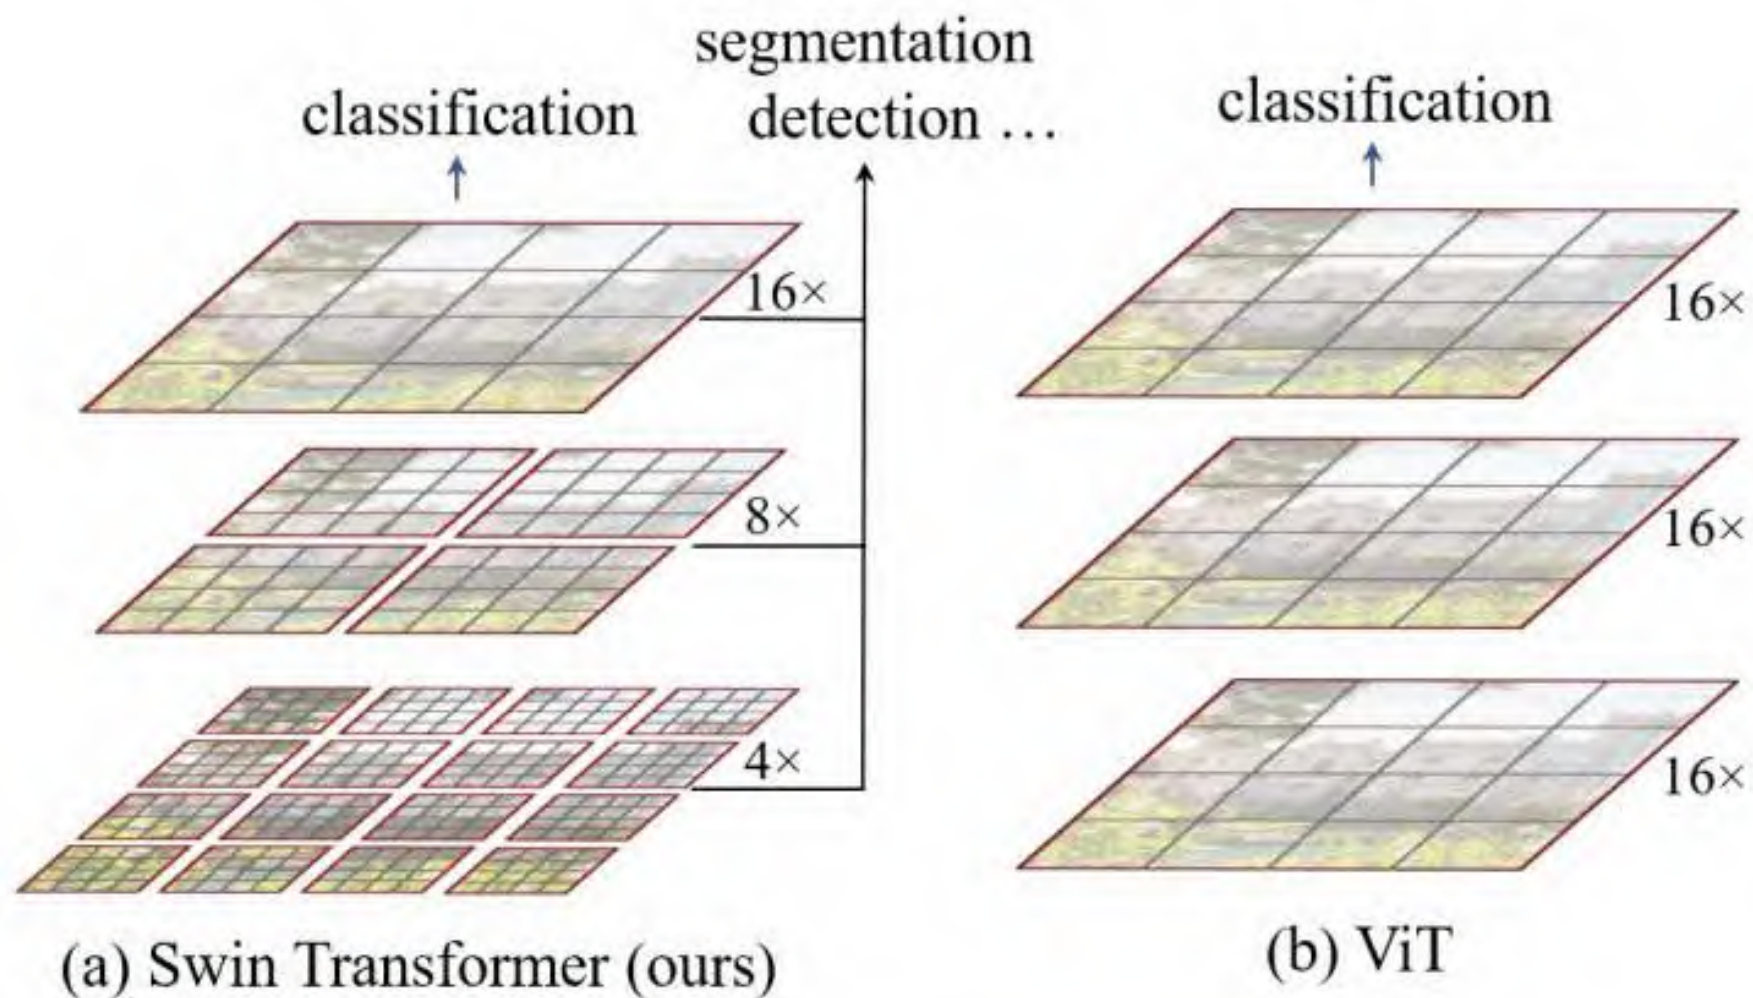 segmentation
detection …
classification
16×
8×
4×
(a) Swin Transformer (ours)
classification
16×
16×
16×
(b) ViT